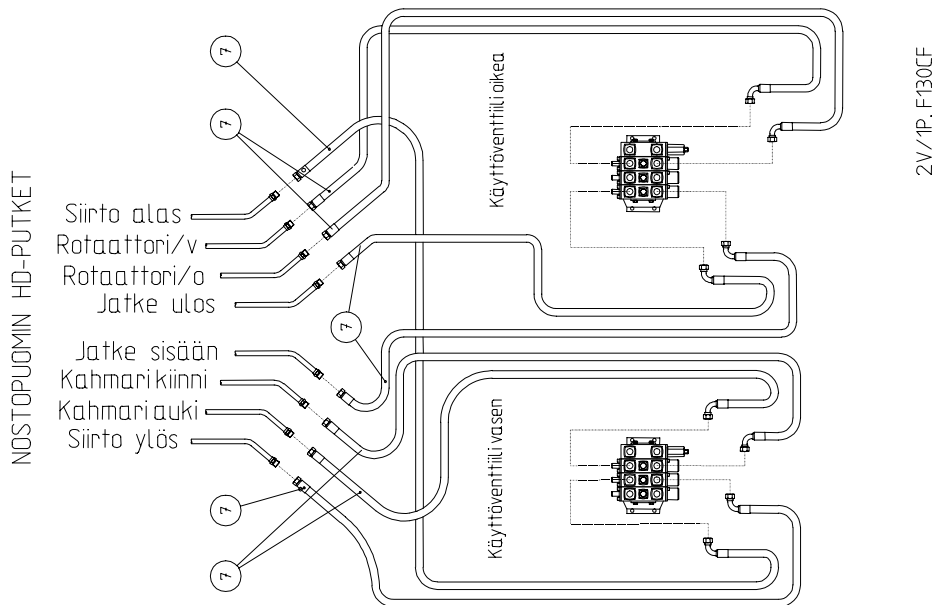 NOSTOPUOMIN HD-PUTKET
Siirto alas
Rotaattori/v
Rotaattori/o
Jatke ulos
Jatke sisään
Kahmari kiinni
Kahmari auki
Siirto ylös
7
7
7
7
7
Käyttöventtiili oikea
Käyttöventtiili vasen
2V/1P.F130CF